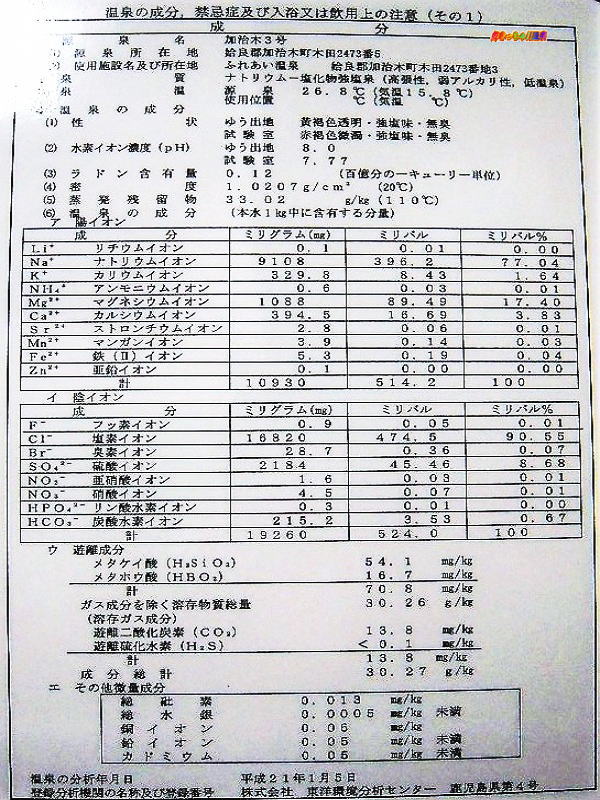 温泉の成分，禁忌症及び入浴又は飲用上の注意（その１）
成 分
源泉名 加治木３号
(1) 源泉所在地 姶良郡加治木町木田2473番5
使用施設名及び所在地 ふれあい温泉 姶良郡加治木町木田2473番地3
泉質 ナトリウム－塩化物強塩泉（高張性，弱アルカリ性，低温泉）
泉温 源泉 ２６．８℃（気温１５．８℃）
使用位置 ℃（気温 ℃）
温泉の成分
(1) 性状 ゆう出地 黄褐色透明・強塩味・無臭
試験室 赤褐色微濁・強塩味・無臭
(2) 水素イオン濃度（pH） ゆう出地 ８．０
試験室 ７．７７
(3) ラドン含有量 ０．１２ （百億分の一キューリー単位）
(4) 密度 １．０２０７g/cm³ （20℃）
(5) 蒸発残留物 ３３．０２ g/kg（１１０℃）
(6) 温泉の成分 （本水１kg中に含有する分量）
ア 陽イオン
成分 ミリグラム(mg) ミリバル ミリバル％
Li⁺ リチウムイオン ０．１ ０．０１ ０．００
Na⁺ ナトリウムイオン ９１０８ ３９６．２ ７７．０４
K⁺ カリウムイオン ３２９．８ ８．４３ １．６４
NH₄⁺ アンモニウムイオン ０．６ ０．０３ ０．０１
Mg²⁺ マグネシウムイオン １０８８ ８９．４９ １７．４０
Ca²⁺ カルシウムイオン ３９４．５ １６．６９ ３．８３
Sr²⁺ ストロンチウムイオン ２．８ ０．０６ ０．０１
Mn²⁺ マンガンイオン ３．９ ０．１４ ０．０３
Fe²⁺ 鉄（Ⅱ）イオン ５．３ ０．１９ ０．０４
Zn²⁺ 亜鉛イオン ０．１ ０．００ ０．００
計 １０９３０ ５１４．２ １００
イ 陰イオン
成分 ミリグラム(mg) ミリバル ミリバル％
F⁻ フッ素イオン ０．９ ０．０５ ０．０１
Cl⁻ 塩素イオン １６８２０ ４７４．５ ９０．５５
Br⁻ 臭素イオン ２８．７ ０．３６ ０．０７
SO₄²⁻ 硫酸イオン ２１８４ ４５．４６ ８．６８
NO₂⁻ 亜硝酸イオン １．６ ０．０３ ０．０１
NO₃⁻ 硝酸イオン ４．５ ０．０７ ０．０１
HPO₄²⁻ リン酸水素イオン ０．３ ０．０１ ０．００
HCO₃⁻ 炭酸水素イオン ２１５．２ ３．５３ ０．６７
計 １９２６０ ５２４．０ １００
ウ 遊離成分
メタケイ酸（H₂SiO₃） ５４．１ mg/kg
メタホウ酸（HBO₂） １６．７ mg/kg
計 ７０．８ mg/kg
ガス成分を除く溶存物質総量 ３０．２６ g/kg
（溶存ガス成分）
遊離二酸化炭素（CO₂） １３．８ mg/kg
遊離硫化水素（H₂S） ＜０．１ mg/kg
計 １３．８ mg/kg
成分総計 ３０．２７ g/kg
エ その他微量成分
総砒素 ０．０１３ mg/kg
総水銀 ０．０００５ mg/kg 未満
銅イオン ０．０５ mg/kg
鉛イオン ０．０５ mg/kg 未満
カドミウム ０．０５ mg/kg 未満
温泉の分析年月日 平成２１年１月５日
登録分析機関の名称及び登録番号 株式会社 東洋環境分析センター 鹿児島県第４号